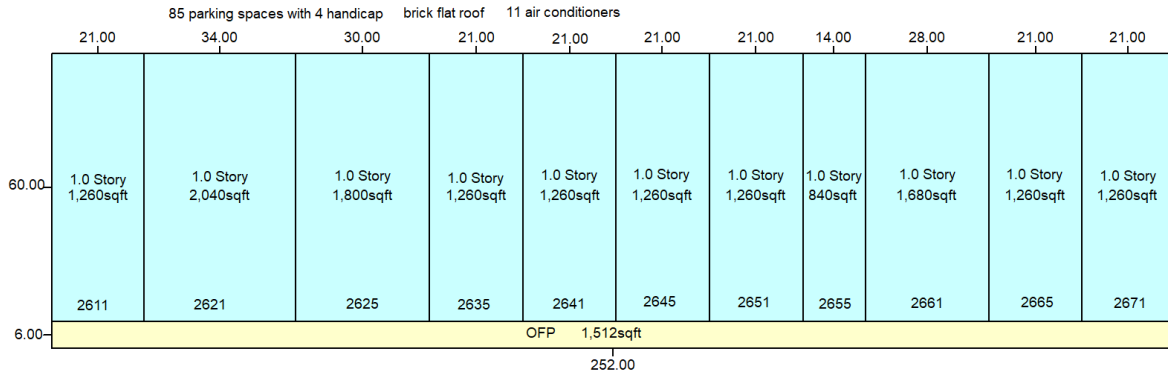 85 parking spaces with 4 handicap brick flat roof 11 air conditioners
21.00 34.00 30.00 21.00 21.00 21.00 21.00 14.00 28.00 21.00 21.00
60.00
1.0 Story 1.0 Story 1.0 Story 1.0 Story 1.0 Story 1.0 Story 1.0 Story 1.0 Story 1.0 Story 1.0 Story 1.0 Story
1,260sqft 2,040sqft 1,800sqft 1,260sqft 1,260sqft 1,260sqft 1,260sqft 840sqft 1,680sqft 1,260sqft 1,260sqft
2611 2621 2625 2635 2641 2645 2651 2655 2661 2665 2671
6.00 OFP 1,512sqft
252.00